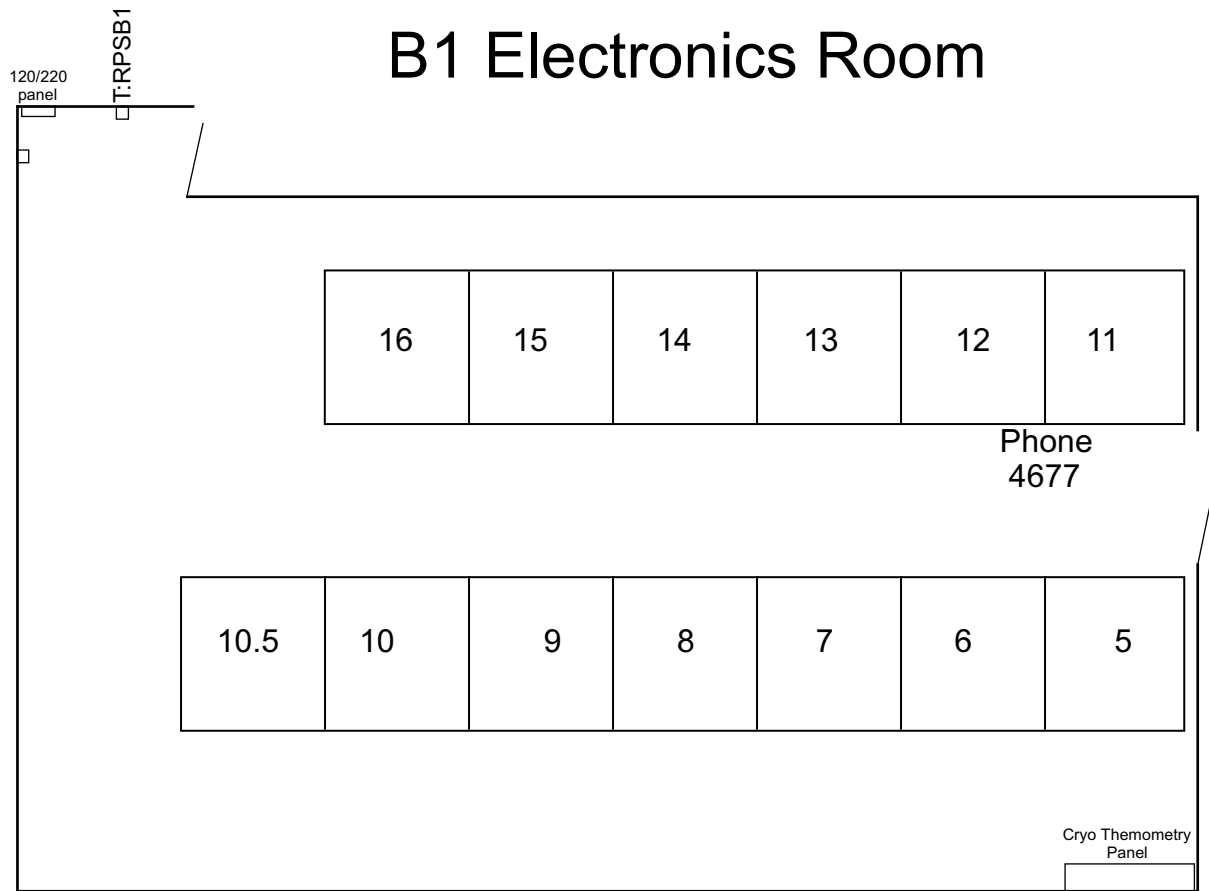 B1 Electronics Room
120/220
panel
T:RPSB1
16 15 14 13 12 11
Phone
4677
10.5 10 9 8 7 6 5
Cryo Themometry
Panel